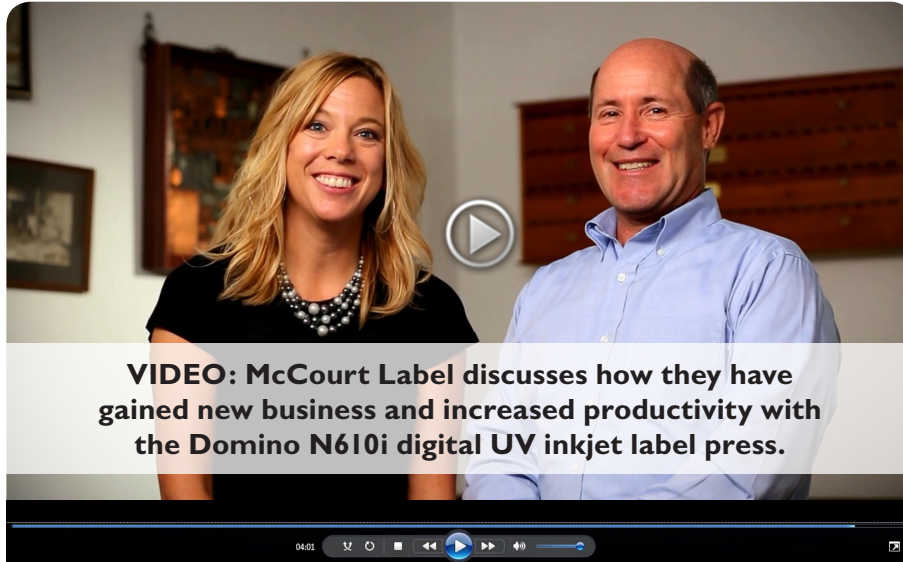 VIDEO: McCourt Label discusses how they have
gained new business and increased productivity with
the Domino N610i digital UV inkjet label press.
04:01